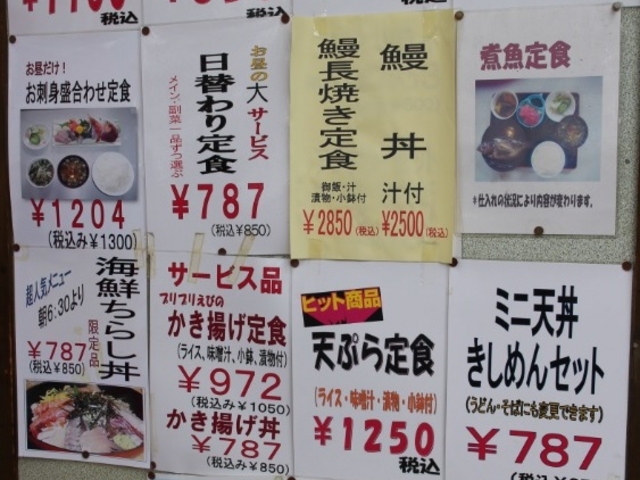 税込
税込
お昼だけ!
お刺身盛合わせ定食
￥1204
(税込み￥1300)
お昼の大サービス
日替わり定食
メイン・副菜一品ずつ選ぶ
￥787
(税込￥850)
鰻丼
汁付
￥2500(税込)
鰻長焼き定食
御飯・汁
漬物・小鉢付
￥2850(税込)
煮魚定食
*仕入れの状況により内容が変わります.
海鮮ちらし丼
超人気メニュー
朝6:30より
限定品
￥787
(税込￥850)
サービス品
プリプリえびの
かき揚げ定食
(ライス、味噌汁、小鉢、漬物付)
￥972
(税込み￥1050)
かき揚げ丼
￥787
(税込み￥850)
ヒット商品
天ぷら定食
(ライス・味噌汁・漬物・小鉢付)
￥1250
税込
ミニ天丼
きしめんセット
(うどん・そばにも変更できます)
￥787